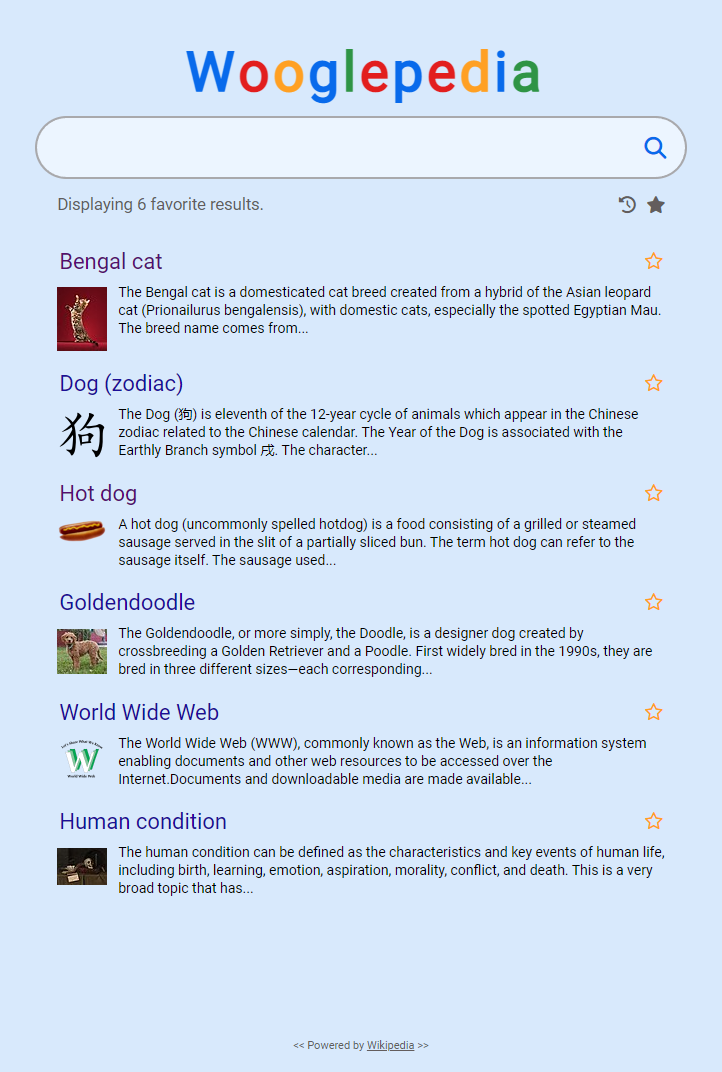 Wooglepedia
Displaying 6 favorite results.
Bengal cat
The Bengal cat is a domesticated cat breed created from a hybrid of the Asian leopard
cat (Prionailurus bengalensis), with domestic cats, especially the spotted Egyptian Mau.
The breed name comes from...
Dog (zodiac)
狗
The Dog (狗) is eleventh of the 12-year cycle of animals which appear in the Chinese
zodiac related to the Chinese calendar. The Year of the Dog is associated with the
Earthly Branch symbol 戌. The character...
Hot dog
A hot dog (uncommonly spelled hotdog) is a food consisting of a grilled or steamed
sausage served in the slit of a partially sliced bun. The term hot dog can refer to the
sausage itself. The sausage used...
Goldendoodle
The Goldendoodle, or more simply, the Doodle, is a designer dog created by
crossbreeding a Golden Retriever and a Poodle. First widely bred in the 1990s, they are
bred in three different sizes—each corresponding...
World Wide Web
Let's Share What We Know
W
World Wide Web
The World Wide Web (WWW), commonly known as the Web, is an information system
enabling documents and other web resources to be accessed over the
Internet.Documents and downloadable media are made available...
Human condition
The human condition can be defined as the characteristics and key events of human life,
including birth, learning, emotion, aspiration, morality, conflict, and death. This is a very
broad topic that has...
<< Powered by Wikipedia >>